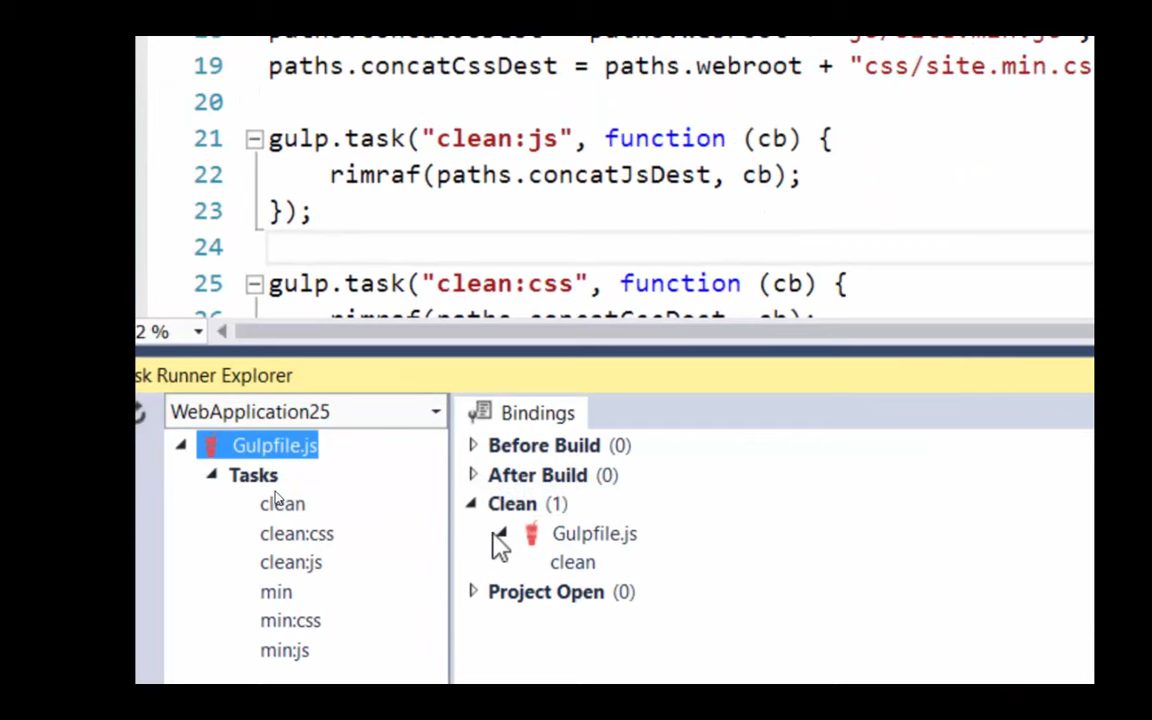 19 paths.concatCssDest = paths.webroot + "css/site.min.cs
20
21 gulp.task("clean:js", function (cb) {
22 rimraf(paths.concatJsDest, cb);
23 });
24
25 gulp.task("clean:css", function (cb) {
2 %
sk Runner Explorer
WebApplication25
Gulpfile.js
Tasks
clean
clean:css
clean:js
min
min:css
min:js
Bindings
Before Build (0)
After Build (0)
Clean (1)
Gulpfile.js
clean
Project Open (0)